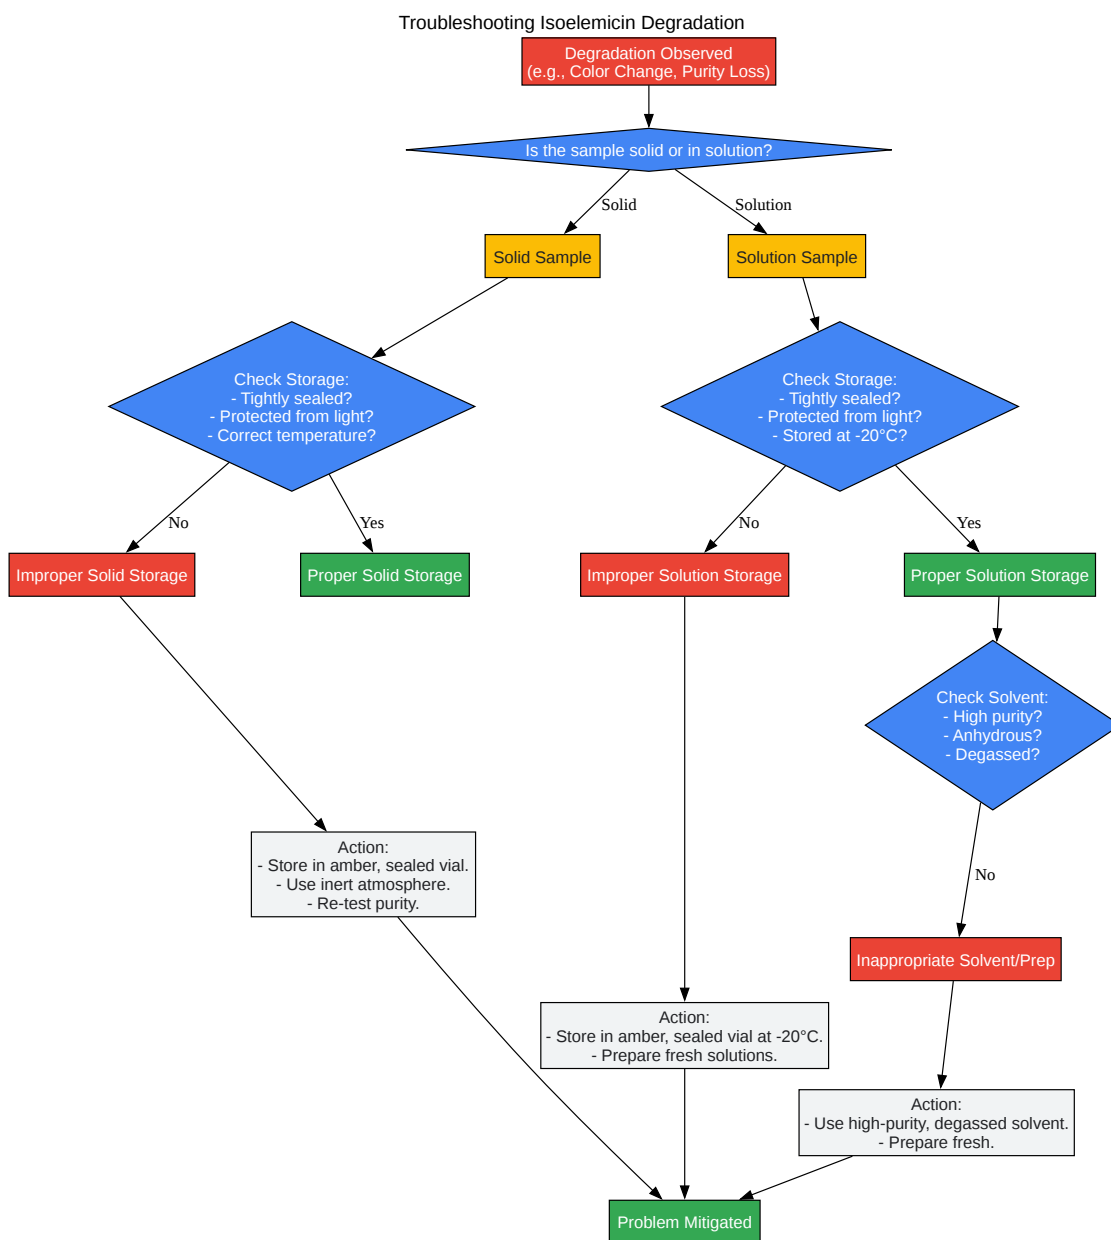 Troubleshooting Isoelemicin Degradation
Degradation Observed
(e.g., Color Change, Purity Loss)
Is the sample solid or in solution?
Solid
Solution
Solid Sample
Solution Sample
Check Storage:
- Tightly sealed?
- Protected from light?
- Correct temperature?
Check Storage:
- Tightly sealed?
- Protected from light?
- Stored at -20°C?
No
Yes
No
Yes
Improper Solid Storage
Proper Solid Storage
Improper Solution Storage
Proper Solution Storage
Check Solvent:
- High purity?
- Anhydrous?
- Degassed?
Action:
- Store in amber, sealed vial.
- Use inert atmosphere.
- Re-test purity.
No
Inappropriate Solvent/Prep
Action:
- Store in amber, sealed vial at -20°C.
- Prepare fresh solutions.
Action:
- Use high-purity, degassed solvent.
- Prepare fresh.
Problem Mitigated